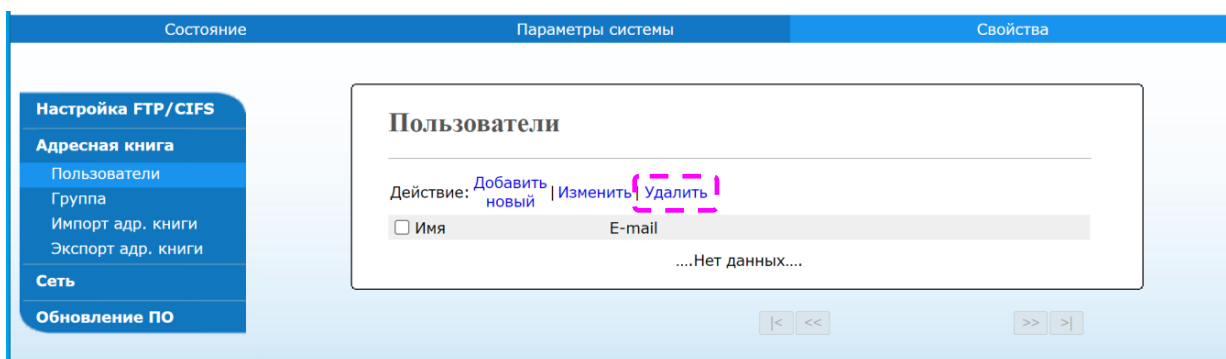 Состояние Параметры системы Свойства
Настройка FTP/CIFS
Адресная книга
Пользователи
Группа
Импорт адр. книги
Экспорт адр. книги
Сеть
Обновление ПО
Пользователи
Действие: Добавить новый | Изменить | Удалить
Имя E-mail
....Нет данных....
|< << >> >|